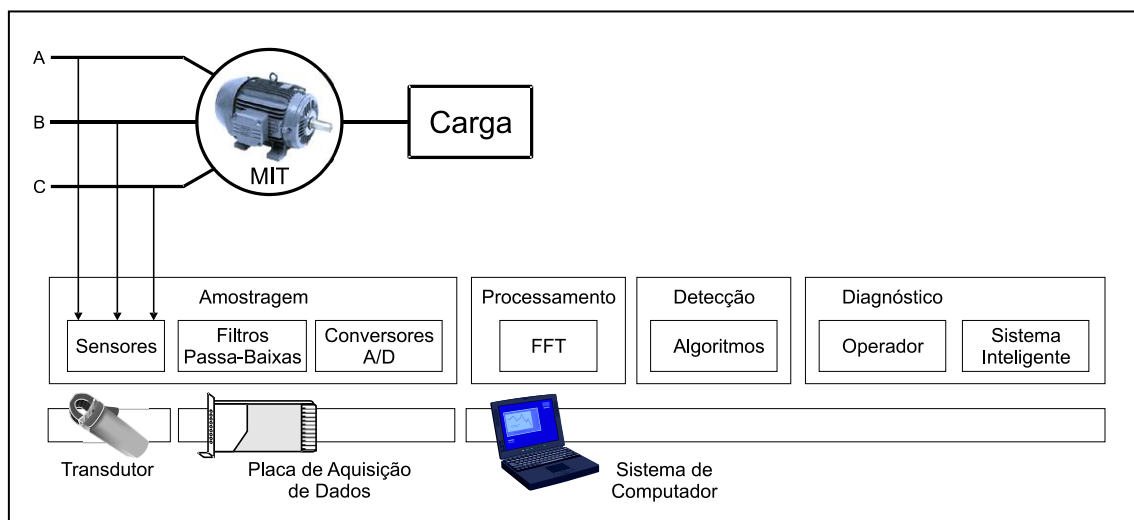 A
B
C
MIT
Carga
Amostragem
Sensores
Filtros
Passa-Baixas
Conversores
A/D
Processamento
FFT
Detecção
Algoritmos
Diagnóstico
Operador
Sistema
Inteligente
Transdutor
Placa de Aquisição
de Dados
Sistema de
Computador